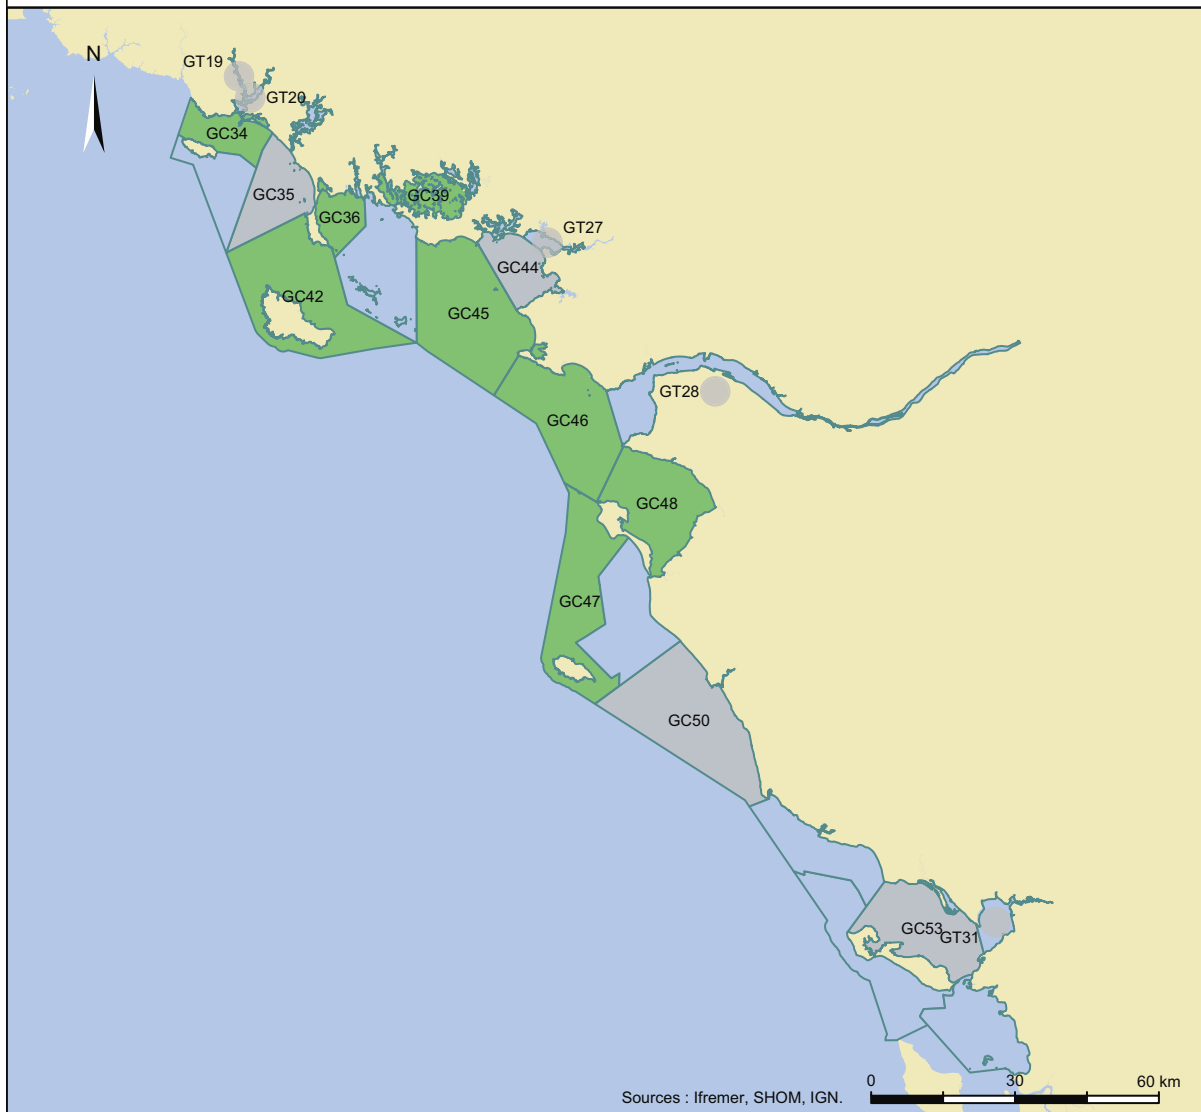 N
GT19
GT20
GC34
GC35
GC39
GC36
GT27
GC44
GC42
GC45
GT28
GC46
GC48
GC47
GC50
GC53
GT31
0 30 60 km
Sources : Ifremer, SHOM, IGN.